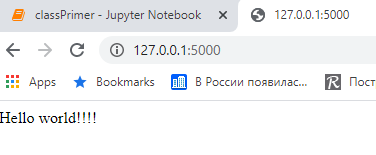 classPrimer - Jupyter Notebook
127.0.0.1:5000
127.0.0.1:5000
Apps
Bookmarks
В России появилас...
Пост
Hello world!!!!